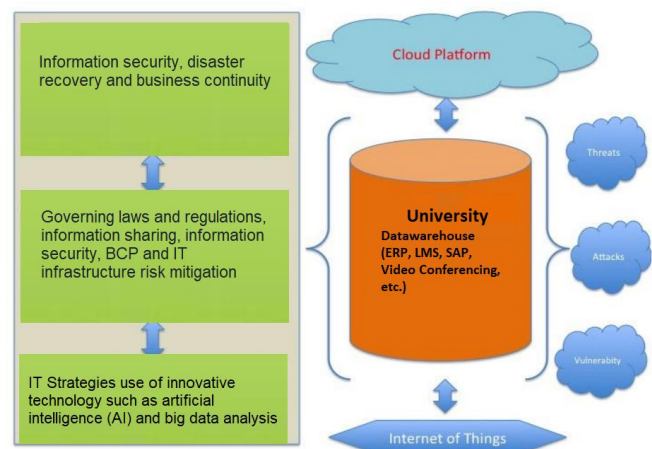 Information security, disaster
recovery and business continuity
Governing laws and regulations,
information sharing, information
security, BCP and IT
infrastructure risk mitigation
IT Strategies use of innovative
technology such as artificial
intelligence (AI) and big data analysis
Cloud Platform
University
Datawarehouse
(ERP, LMS, SAP,
Video Conferencing,
etc.)
Internet of Things
Threats
Attacks
Vulnerabity